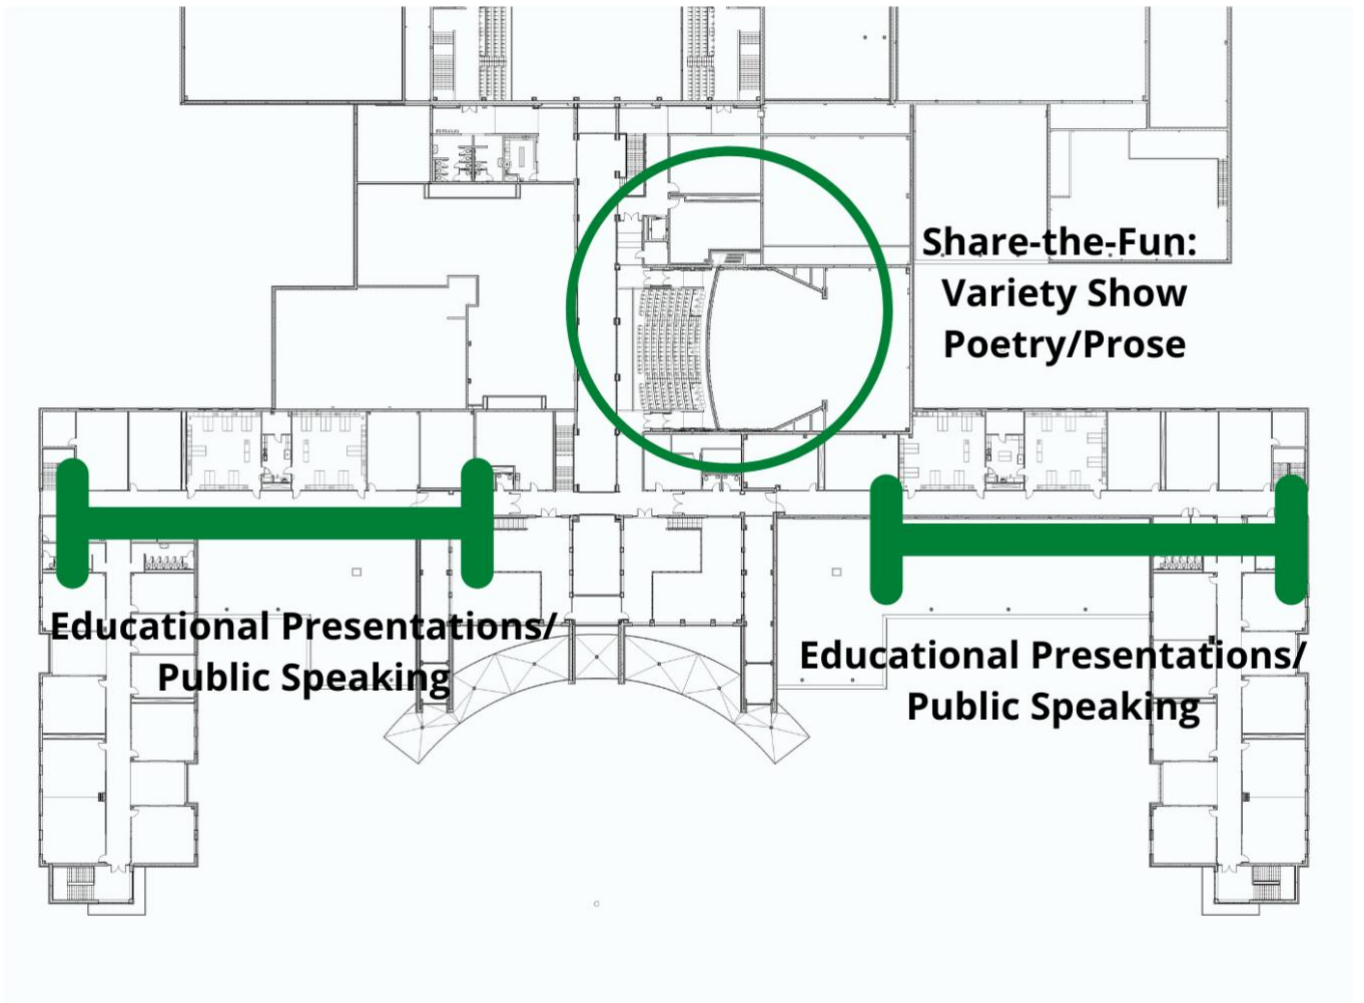 Share-the-Fun:
Variety Show
Poetry/Prose
Educational Presentations/
Public Speaking
Educational Presentations/
Public Speaking